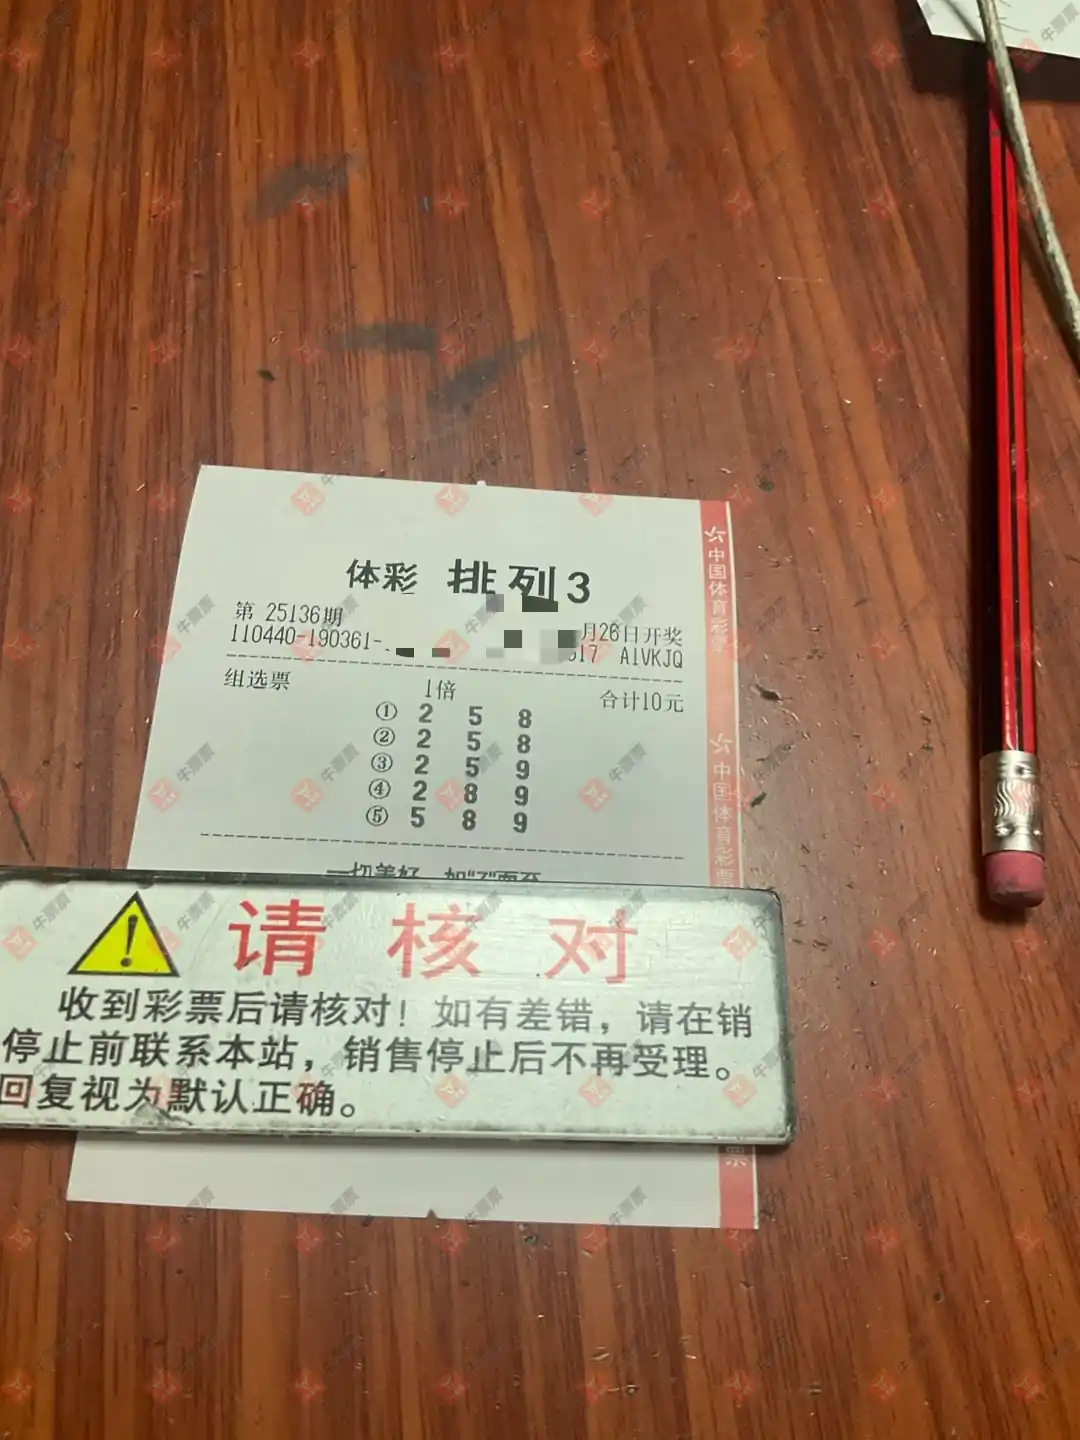 体彩 排列3
第 25136期
月26日开奖
110440-190361-
A1VKJQ
组选票 1倍 合计10元
① 2 5 8
② 2 5 8
③ 2 5 9
④ 2 8 9
⑤ 5 8 9
中国体育彩票
中国体育彩票
票
请核对
收到彩票后请核对！如有差错，请在销
停止前联系本站，销售停止后不再受理。
回复视为默认正确。
牛票票